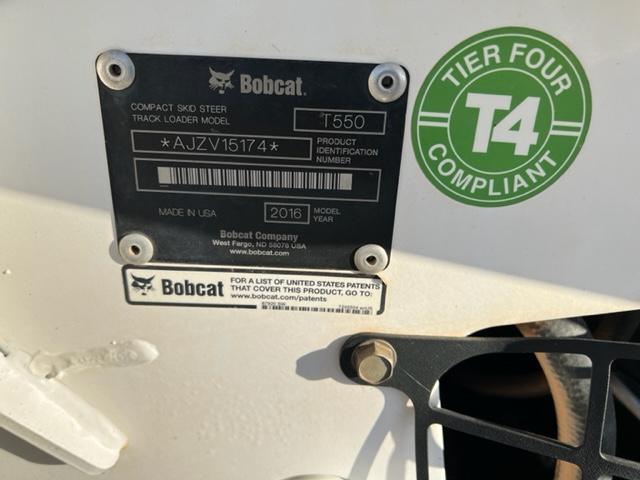 Bobcat.
COMPACT SKID STEER
TRACK LOADER MODEL
T550
*AJZV15174*
PRODUCT
IDENTIFICATION
NUMBER
MADE IN USA
2016
MODEL
YEAR
Bobcat Company
West Fargo, ND 58078 USA
www.bobcat.com
TIER FOUR
T4
COMPLIANT
Bobcat
FOR A LIST OF UNITED STATES PATENTS
THAT COVER THIS PRODUCT GO TO:
www.bobcat.com/patents